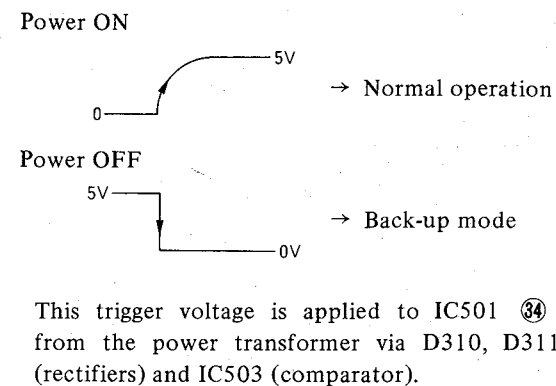 Power ON
5V
→ Normal operation
0
Power OFF
5V
→ Back-up mode
0V
This trigger voltage is applied to IC501 ㉞
from the power transformer via D310, D311
(rectifiers) and IC503 (comparator).